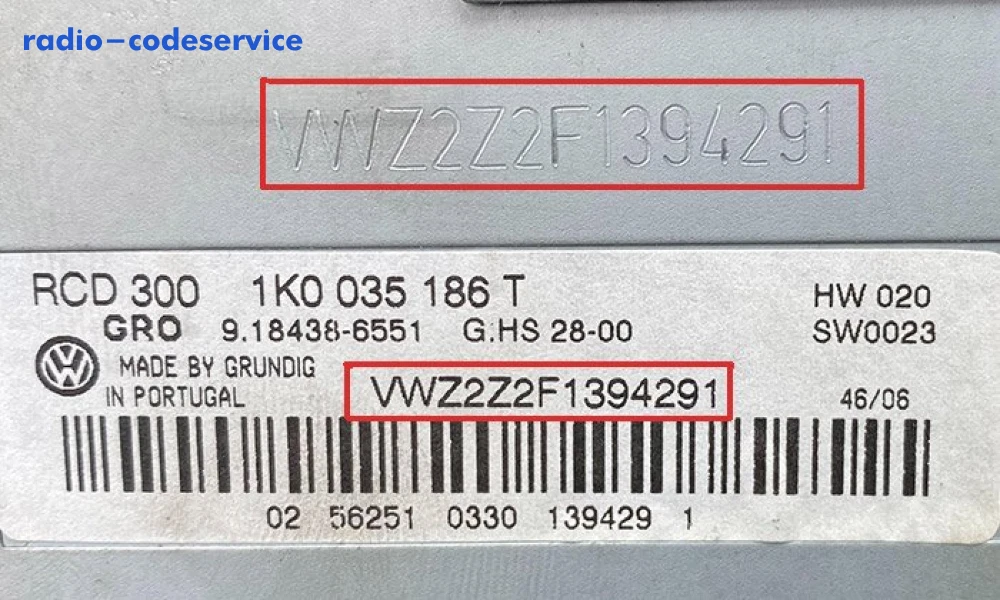 radio-codeservice
VWZ2Z2F1394291
RCD 300 1K0 035 186 T HW 020
GRO 9.18438-6551 G.HS 28-00 SW0023
MADE BY GRUNDIG
IN PORTUGAL VWZ2Z2F1394291 46/06
02 56251 0330 139429 1